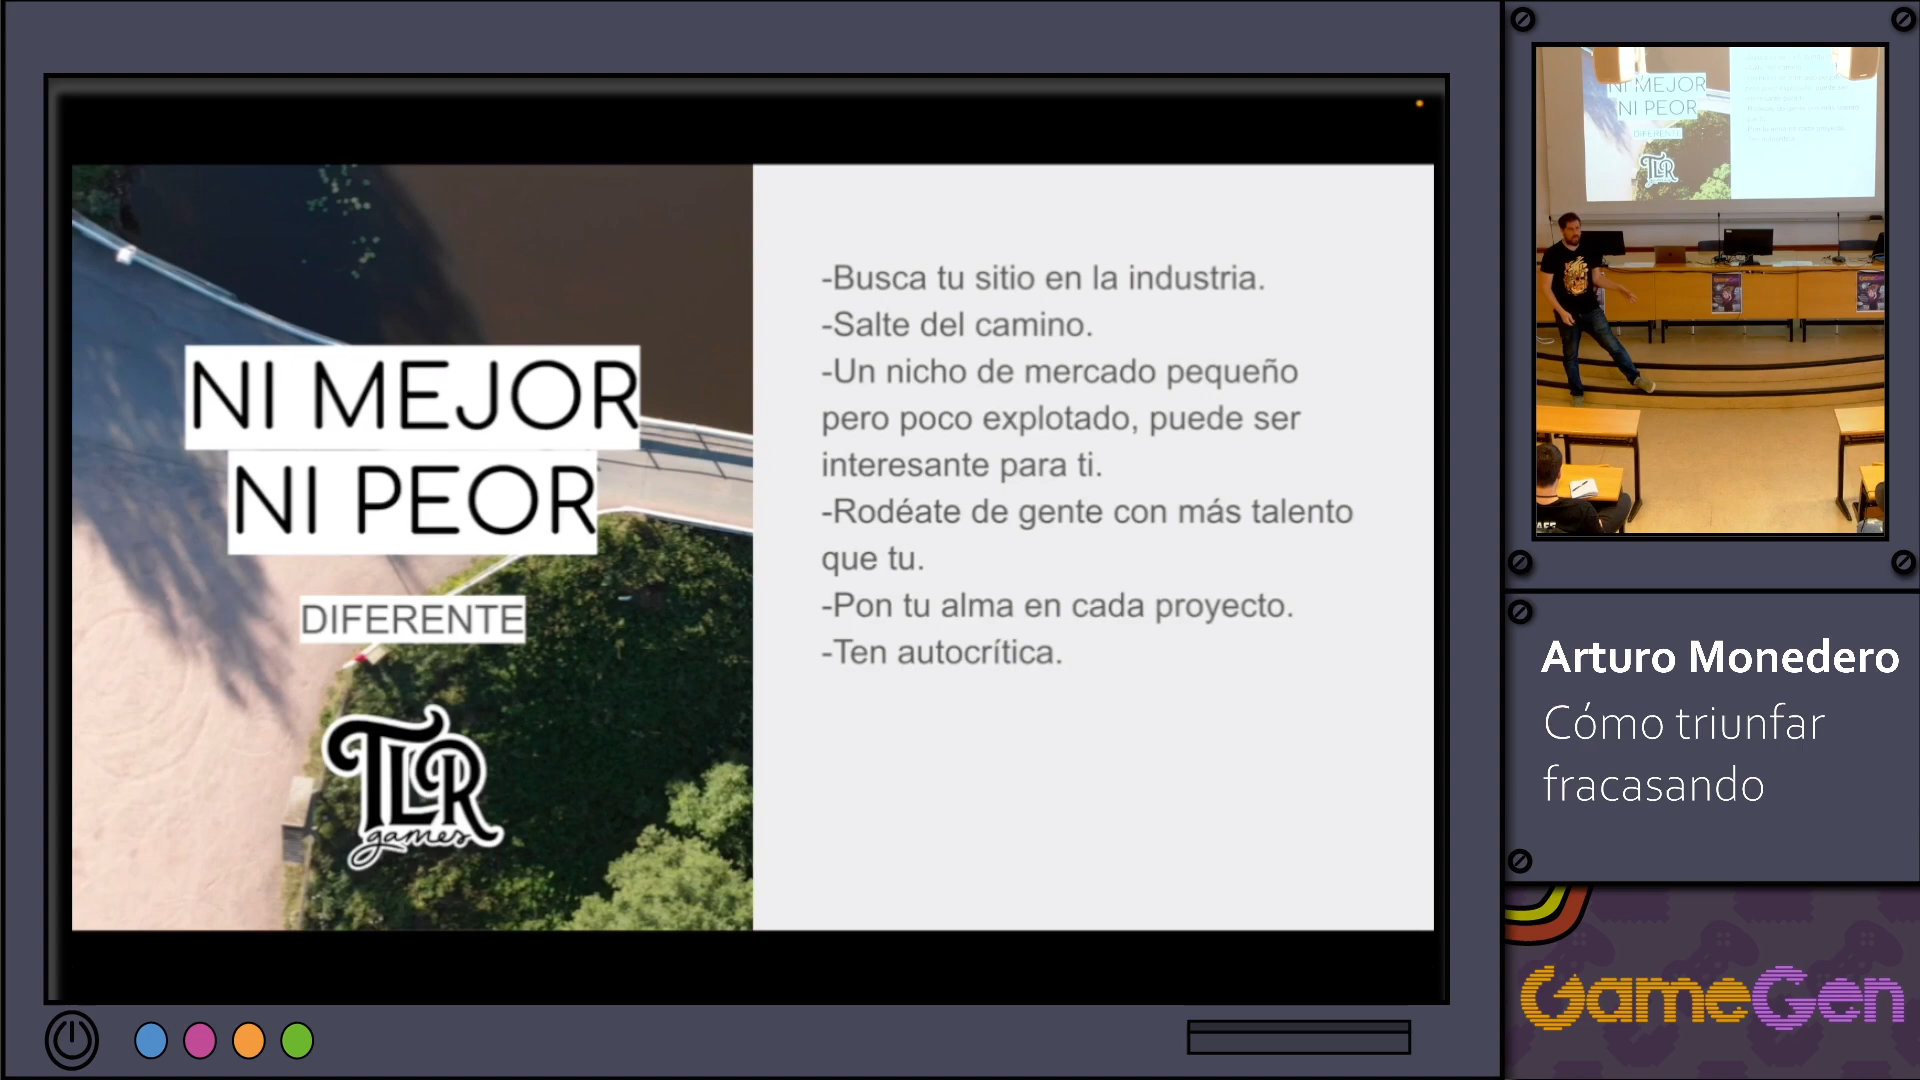 NI MEJOR
NI PEOR
DIFERENTE
TLR
games
-Busca tu sitio en la industria.
-Salte del camino.
-Un nicho de mercado pequeño
pero poco explotado, puede ser
interesante para ti.
-Rodéate de gente con más talento
que tu.
-Pon tu alma en cada proyecto.
-Ten autocrítica.
NI MEJOR
NI PEOR
DIFERENTE
TLR
Arturo Monedero
Cómo triunfar
fracasando
GameGen